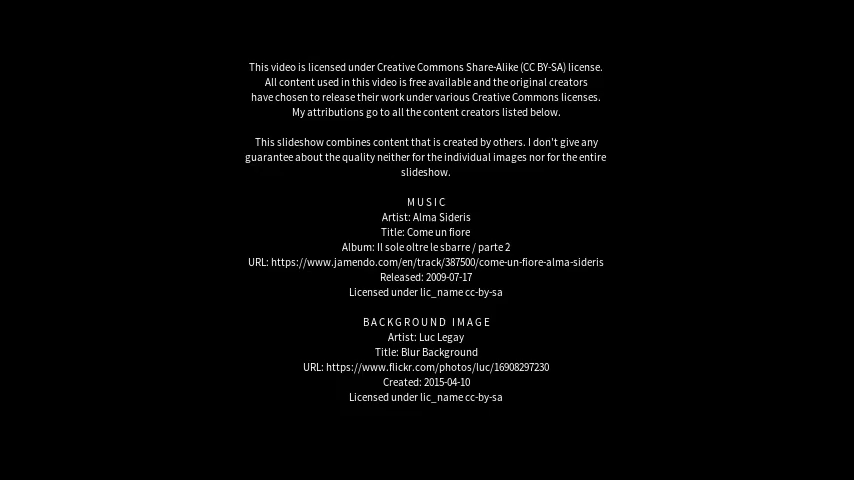 This video is licensed under Creative Commons Share-Alike (CC BY-SA) license.
All content used in this video is free available and the original creators
have chosen to release their work under various Creative Commons licenses.
My attributions go to all the content creators listed below.
This slideshow combines content that is created by others. I don't give any
guarantee about the quality neither for the individual images nor for the entire
slideshow.
MUSIC
Artist: Alma Sideris
Title: Come un fiore
Album: Il sole oltre le sbarre / parte 2
URL: https://www.jamendo.com/en/track/387500/come-un-fiore-alma-sideris
Released: 2009-07-17
Licensed under lic_name cc-by-sa
BACKGROUND IMAGE
Artist: Luc Legay
Title: Blur Background
URL: https://www.flickr.com/photos/luc/16908297230
Created: 2015-04-10
Licensed under lic_name cc-by-sa